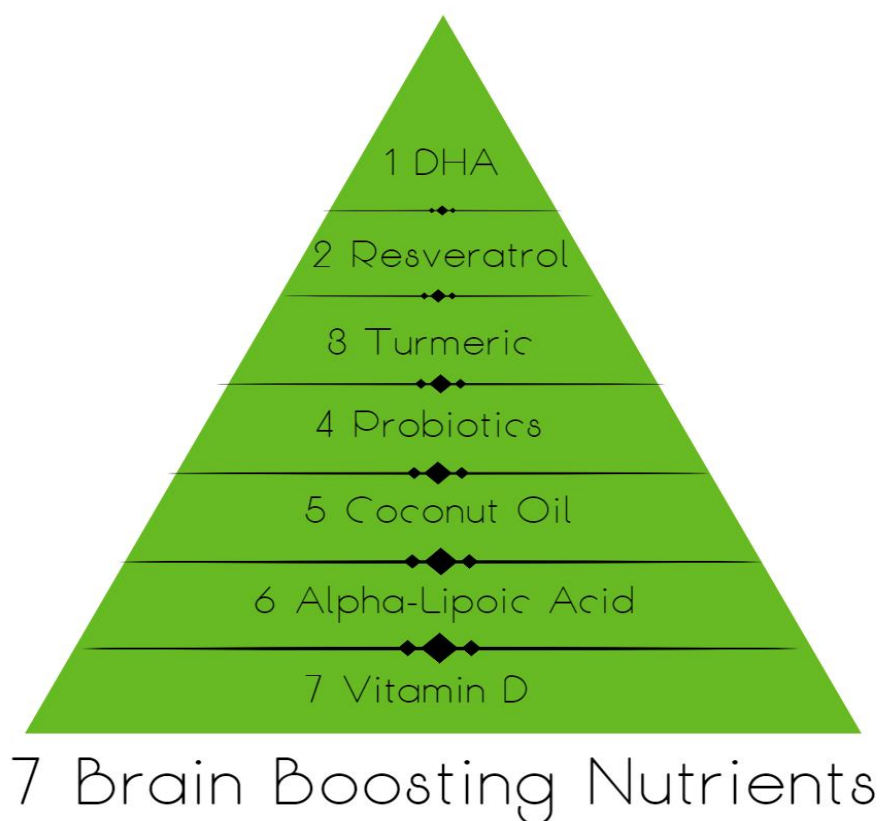 1 DHA
2 Resveratrol
3 Turmeric
4 Probiotics
5 Coconut Oil
6 Alpha-Lipoic Acid
7 Vitamin D
7 Brain Boosting Nutrients